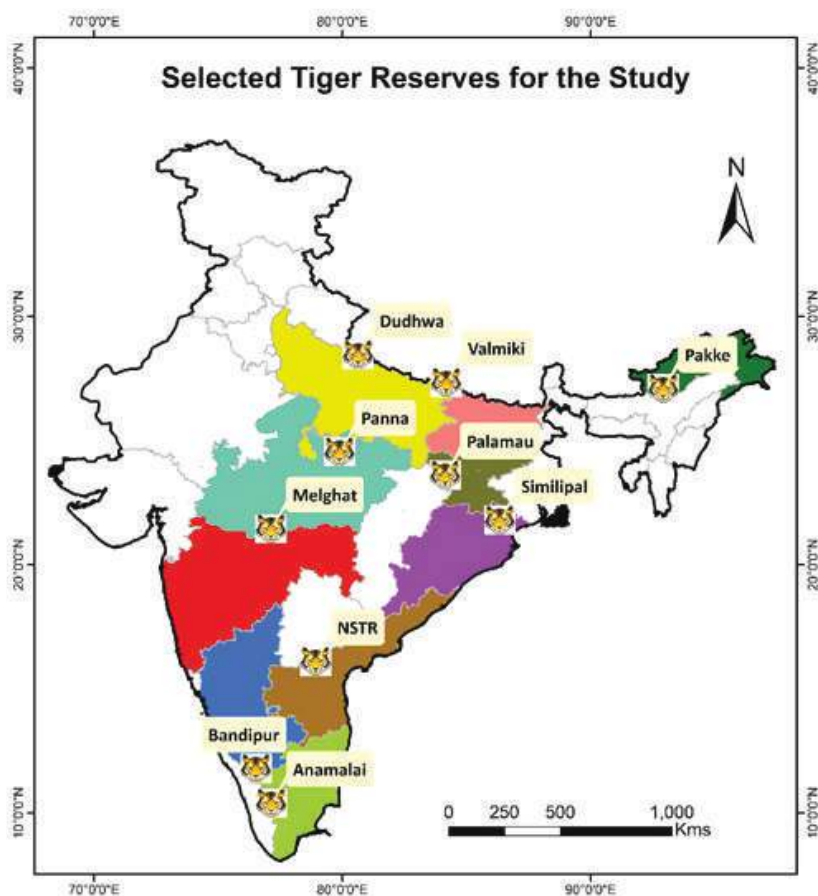 70°0'0"E 80°0'0"E 90°0'0"E
40°0'0"N 40°0'0"N
Selected Tiger Reserves for the Study
N
30°0'0"N 30°0'0"N
Dudhwa
Valmiki
Pakke
Panna
Palamau
Similipal
Melghat
20°0'0"N 20°0'0"N
NSTR
Bandipur
Anamalai
10°0'0"N 10°0'0"N
0 250 500 1,000
Kms
70°0'0"E 80°0'0"E 90°0'0"E